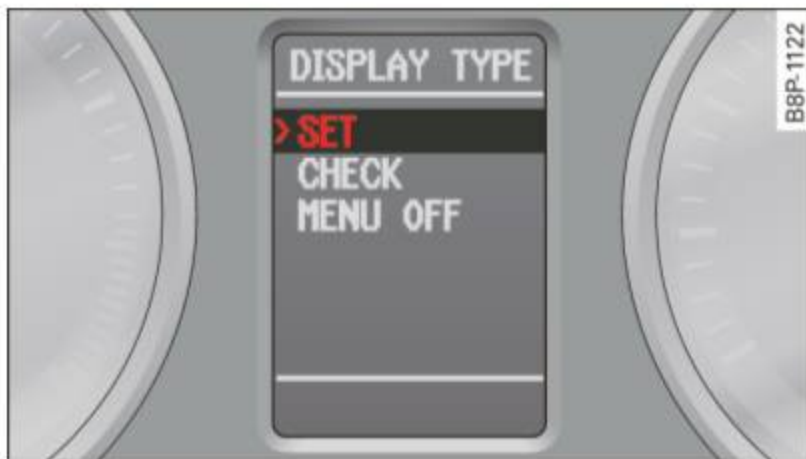 DISPLAY TYPE
>SET
CHECK
MENU OFF
B8P-1122